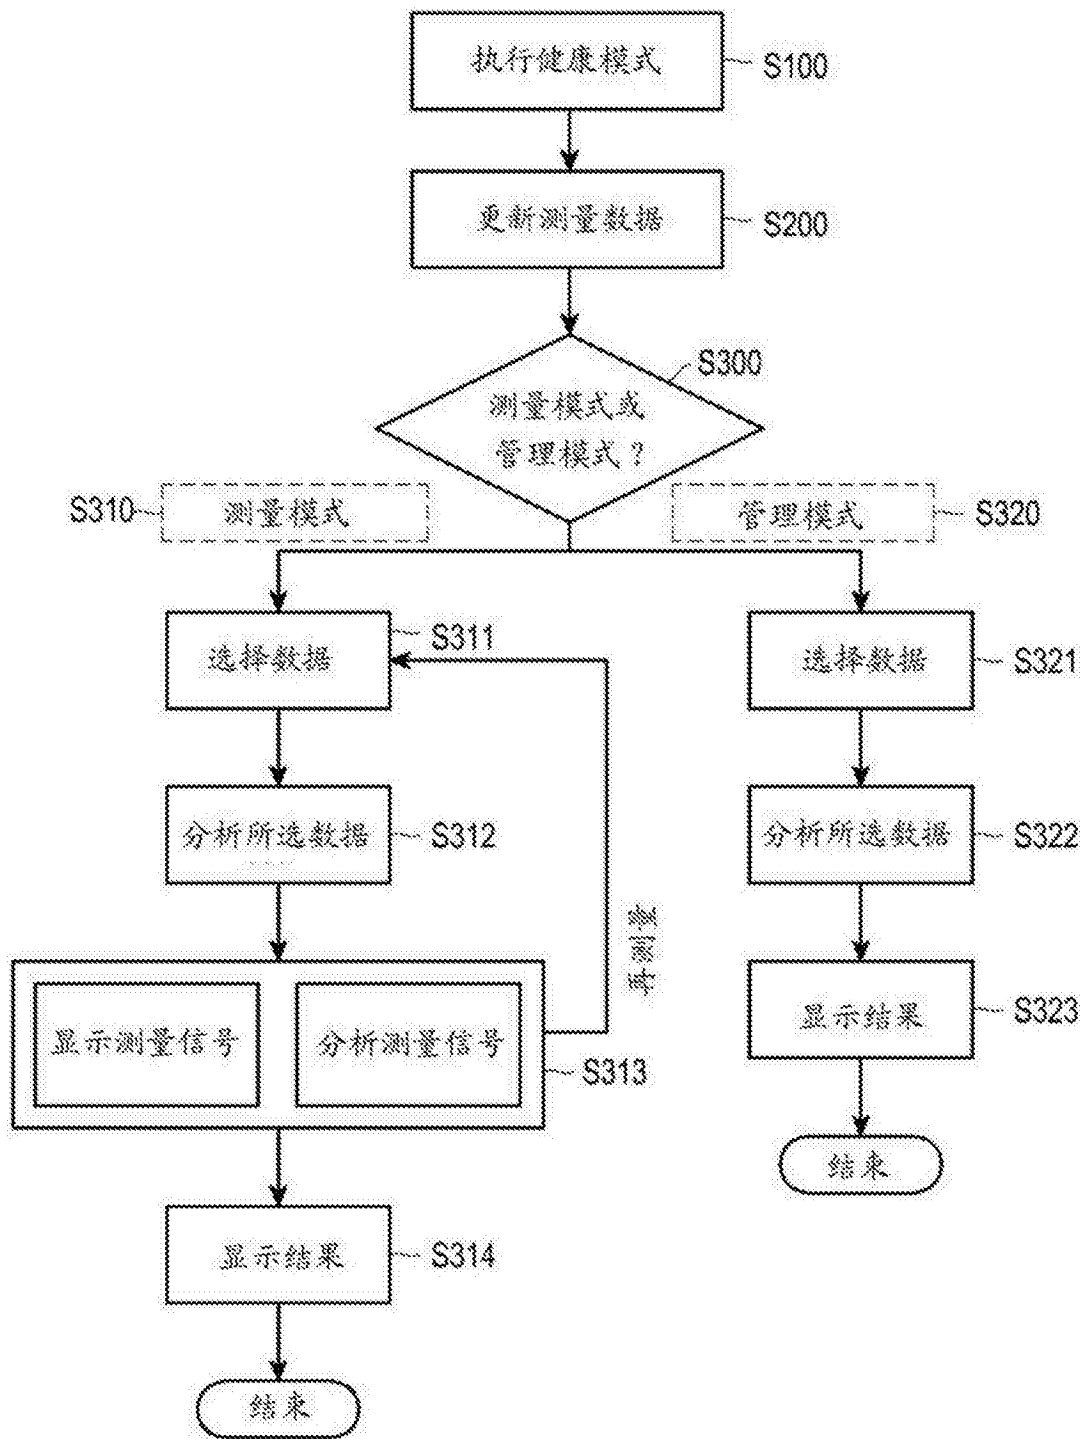 执行健康模式
S100
更新测量数据
S200
S300
测量模式或
管理模式？
S310
测量模式
管理模式
S320
选择数据
S311
选择数据
S321
分析所选数据
S312
分析所选数据
S322
再测量
显示测量信号
分析测量信号
S313
显示结果
S323
结束
显示结果
S314
结束